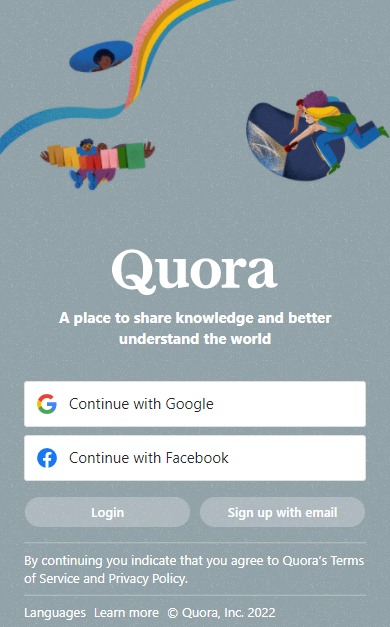 Quora
A place to share knowledge and better
understand the world
Continue with Google
Continue with Facebook
Login
Sign up with email
By continuing you indicate that you agree to Quora's Terms
of Service and Privacy Policy.
Languages Learn more © Quora, Inc. 2022